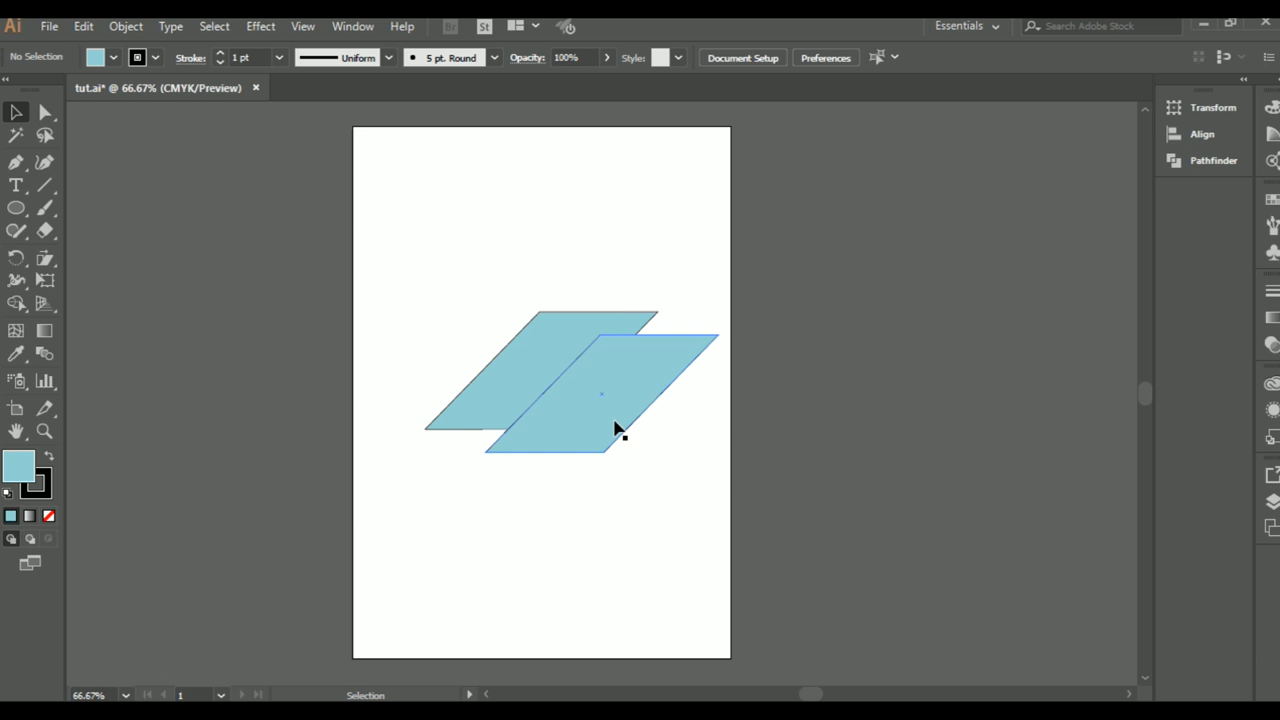 Ai File Edit Object Type Select Effect View Window Help Br St Essentials Search Adobe Stock
No Selection Stroke: 1 pt Uniform 5 pt. Round Opacity: 100% Style: Document Setup Preferences
tut.ai* @ 66.67% (CMYK/Preview)
Transform
Align
Pathfinder
66.67% 1 Selection